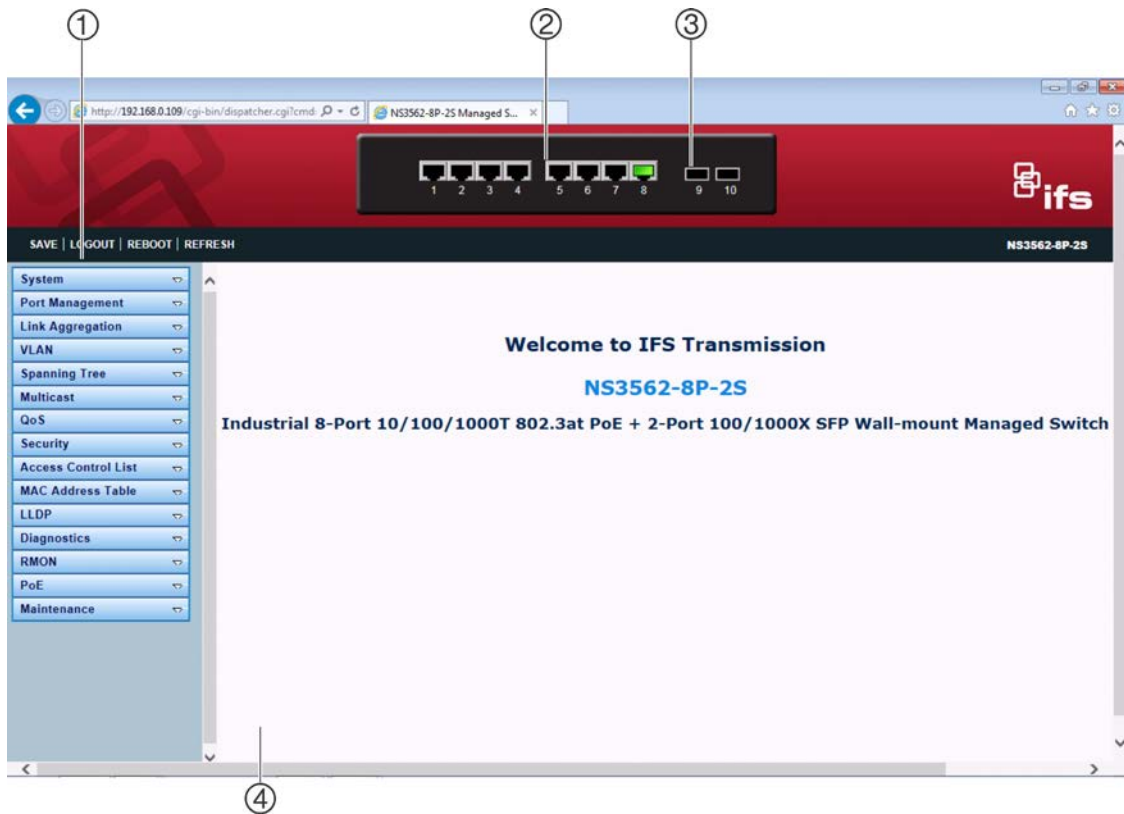 ① ② ③
http://192.168.0.109/cgi-bin/dispatcher.cgi?cmd: NS3562-8P-2S Managed S...
1 2 3 4 5 6 7 8 9 10
ifs
SAVE | LOGOUT | REBOOT | REFRESH
NS3562-8P-2S
System
Port Management
Link Aggregation
VLAN
Spanning Tree
Multicast
QoS
Security
Access Control List
MAC Address Table
LLDP
Diagnostics
RMON
PoE
Maintenance
Welcome to IFS Transmission
NS3562-8P-2S
Industrial 8-Port 10/100/1000T 802.3at PoE + 2-Port 100/1000X SFP Wall-mount Managed Switch
④